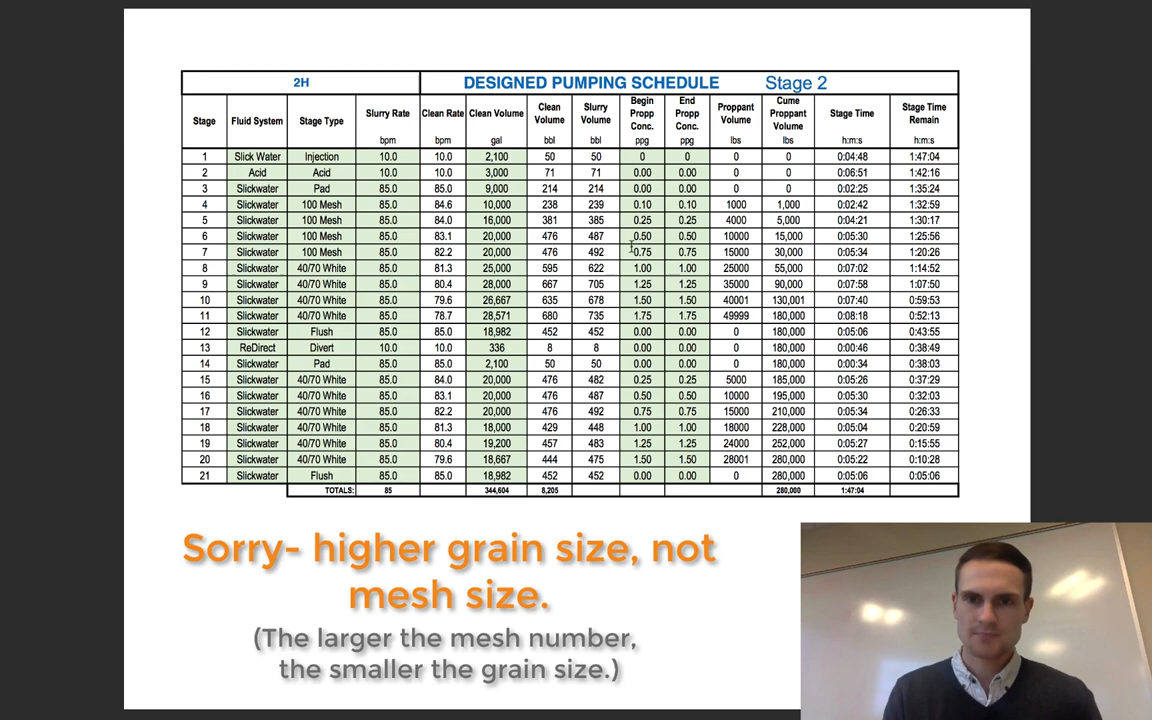 2H DESIGNED PUMPING SCHEDULE Stage 2
Stage Fluid System Stage Type Slurry Rate Clean Rate Clean Volume Clean Volume Slurry Volume Begin Propp Conc. End Propp Conc. Proppant Volume Cume Proppant Volume Stage Time Stage Time Remain
bpm bpm gal bbl bbl ppg ppg lbs lbs h:m:s h:m:s
1 Slick Water Injection 10.0 10.0 2,100 50 50 0 0 0 0 0:04:48 1:47:04
2 Acid Acid 10.0 10.0 3,000 71 71 0.00 0.00 0 0 0:06:51 1:42:16
3 Slickwater Pad 85.0 85.0 9,000 214 214 0.00 0.00 0 0 0:02:25 1:35:24
4 Slickwater 100 Mesh 85.0 84.6 10,000 238 239 0.10 0.10 1000 1,000 0:02:42 1:32:59
5 Slickwater 100 Mesh 85.0 84.0 16,000 381 385 0.25 0.25 4000 5,000 0:04:21 1:30:17
6 Slickwater 100 Mesh 85.0 83.1 20,000 476 487 0.50 0.50 10000 15,000 0:05:30 1:25:56
7 Slickwater 100 Mesh 85.0 82.2 20,000 476 492 0.75 0.75 15000 30,000 0:05:34 1:20:26
8 Slickwater 40/70 White 85.0 81.3 25,000 595 622 1.00 1.00 25000 55,000 0:07:02 1:14:52
9 Slickwater 40/70 White 85.0 80.4 28,000 667 705 1.25 1.25 35000 90,000 0:07:58 1:07:50
10 Slickwater 40/70 White 85.0 79.6 26,667 635 678 1.50 1.50 40001 130,001 0:07:40 0:59:53
11 Slickwater 40/70 White 85.0 78.7 28,571 680 735 1.75 1.75 49999 180,000 0:08:18 0:52:13
12 Slickwater Flush 85.0 85.0 18,982 452 452 0.00 0.00 0 180,000 0:05:06 0:43:55
13 ReDirect Divert 10.0 10.0 336 8 8 0.00 0.00 0 180,000 0:00:46 0:38:49
14 Slickwater Pad 85.0 85.0 2,100 50 50 0.00 0.00 0 180,000 0:00:34 0:38:03
15 Slickwater 40/70 White 85.0 84.0 20,000 476 482 0.25 0.25 5000 185,000 0:05:26 0:37:29
16 Slickwater 40/70 White 85.0 83.1 20,000 476 487 0.50 0.50 10000 195,000 0:05:30 0:32:03
17 Slickwater 40/70 White 85.0 82.2 20,000 476 492 0.75 0.75 15000 210,000 0:05:34 0:26:33
18 Slickwater 40/70 White 85.0 81.3 18,000 429 448 1.00 1.00 18000 228,000 0:05:04 0:20:59
19 Slickwater 40/70 White 85.0 80.4 19,200 457 483 1.25 1.25 24000 252,000 0:05:27 0:15:55
20 Slickwater 40/70 White 85.0 79.6 18,667 444 475 1.50 1.50 28001 280,000 0:05:22 0:10:28
21 Slickwater Flush 85.0 85.0 18,982 452 452 0.00 0.00 0 280,000 0:05:06 0:05:06
TOTALS: 85 344,604 8,205 280,000 1:47:04
Sorry- higher grain size, not
mesh size.
(The larger the mesh number,
the smaller the grain size.)